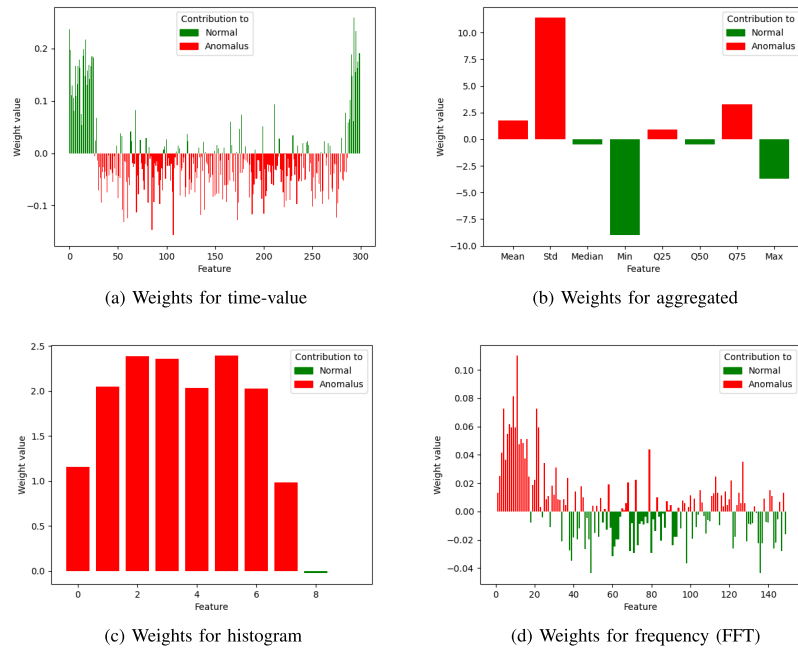 Contribution to
Normal
Anomalus
0.2
0.1
0.0
−0.1
Weight value
0 50 100 150 200 250 300
Feature
(a) Weights for time-value
Contribution to
Normal
Anomalus
10.0
7.5
5.0
2.5
0.0
−2.5
−5.0
−7.5
−10.0
Weight value
Mean Std Median Min Q25 Q50 Q75 Max
Feature
(b) Weights for aggregated
Contribution to
Normal
Anomalus
2.5
2.0
1.5
1.0
0.5
0.0
Weight value
0 2 4 6 8
Feature
(c) Weights for histogram
Contribution to
Normal
Anomalus
0.10
0.08
0.06
0.04
0.02
0.00
−0.02
−0.04
Weight value
0 20 40 60 80 100 120 140
Feature
(d) Weights for frequency (FFT)